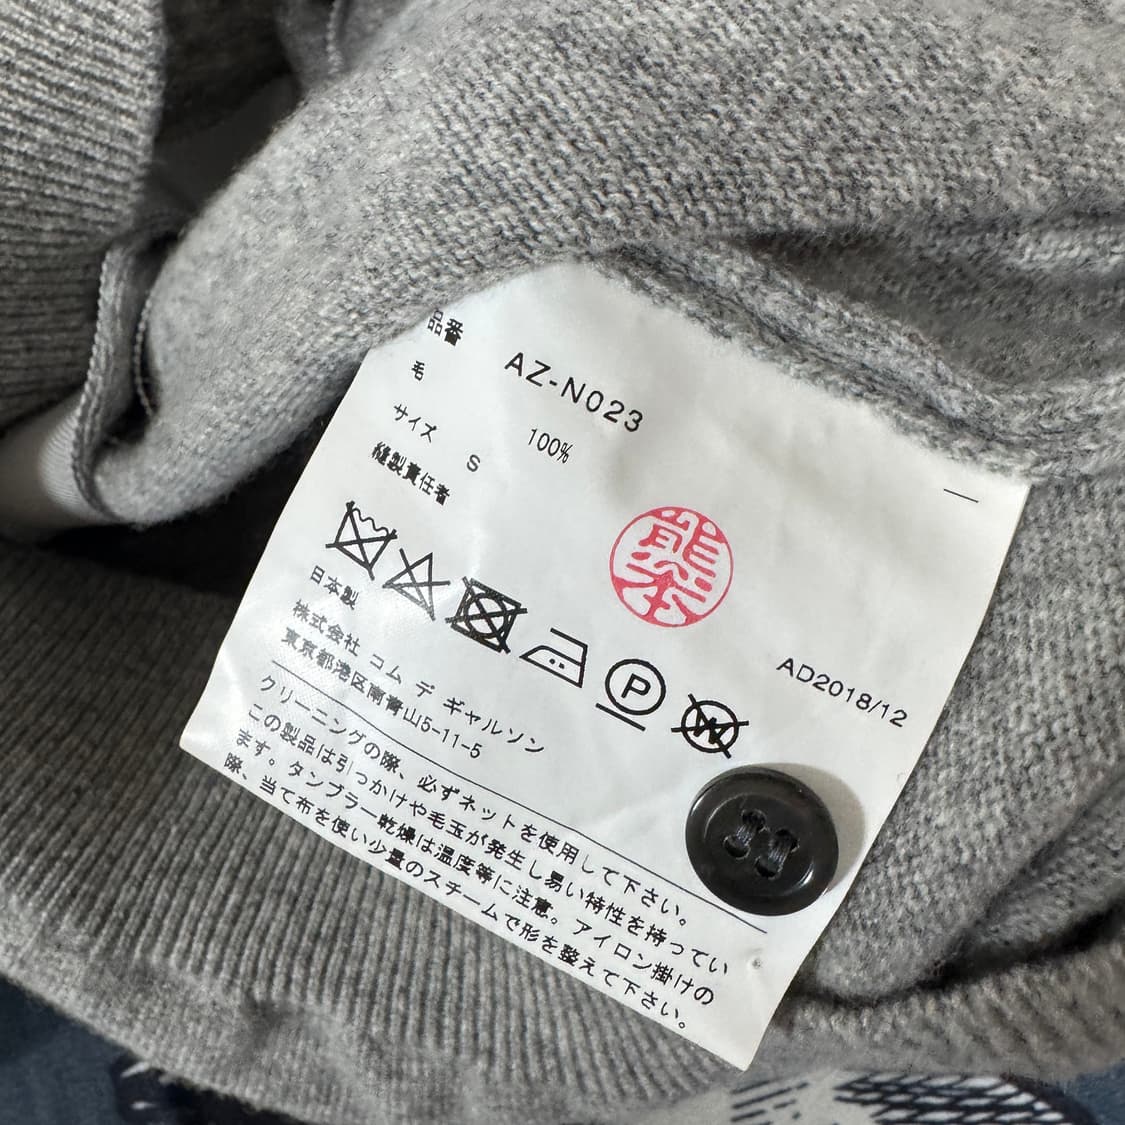 品番 AZ-N023
毛 100%
サイズ S
縫製責任者
熊本
日本製
株式会社 コム デ ギャルソン
東京都港区南青山5-11-5
AD2018/12
クリーニングの際、必ずネットを使用して下さい。
この製品は引っかけや毛玉が発生し易い特性を持ってい
ます。タンブラー乾燥は温度等に注意。アイロン掛けの
際、当て布を使い少量のスチームで形を整えて下さい。
P
W